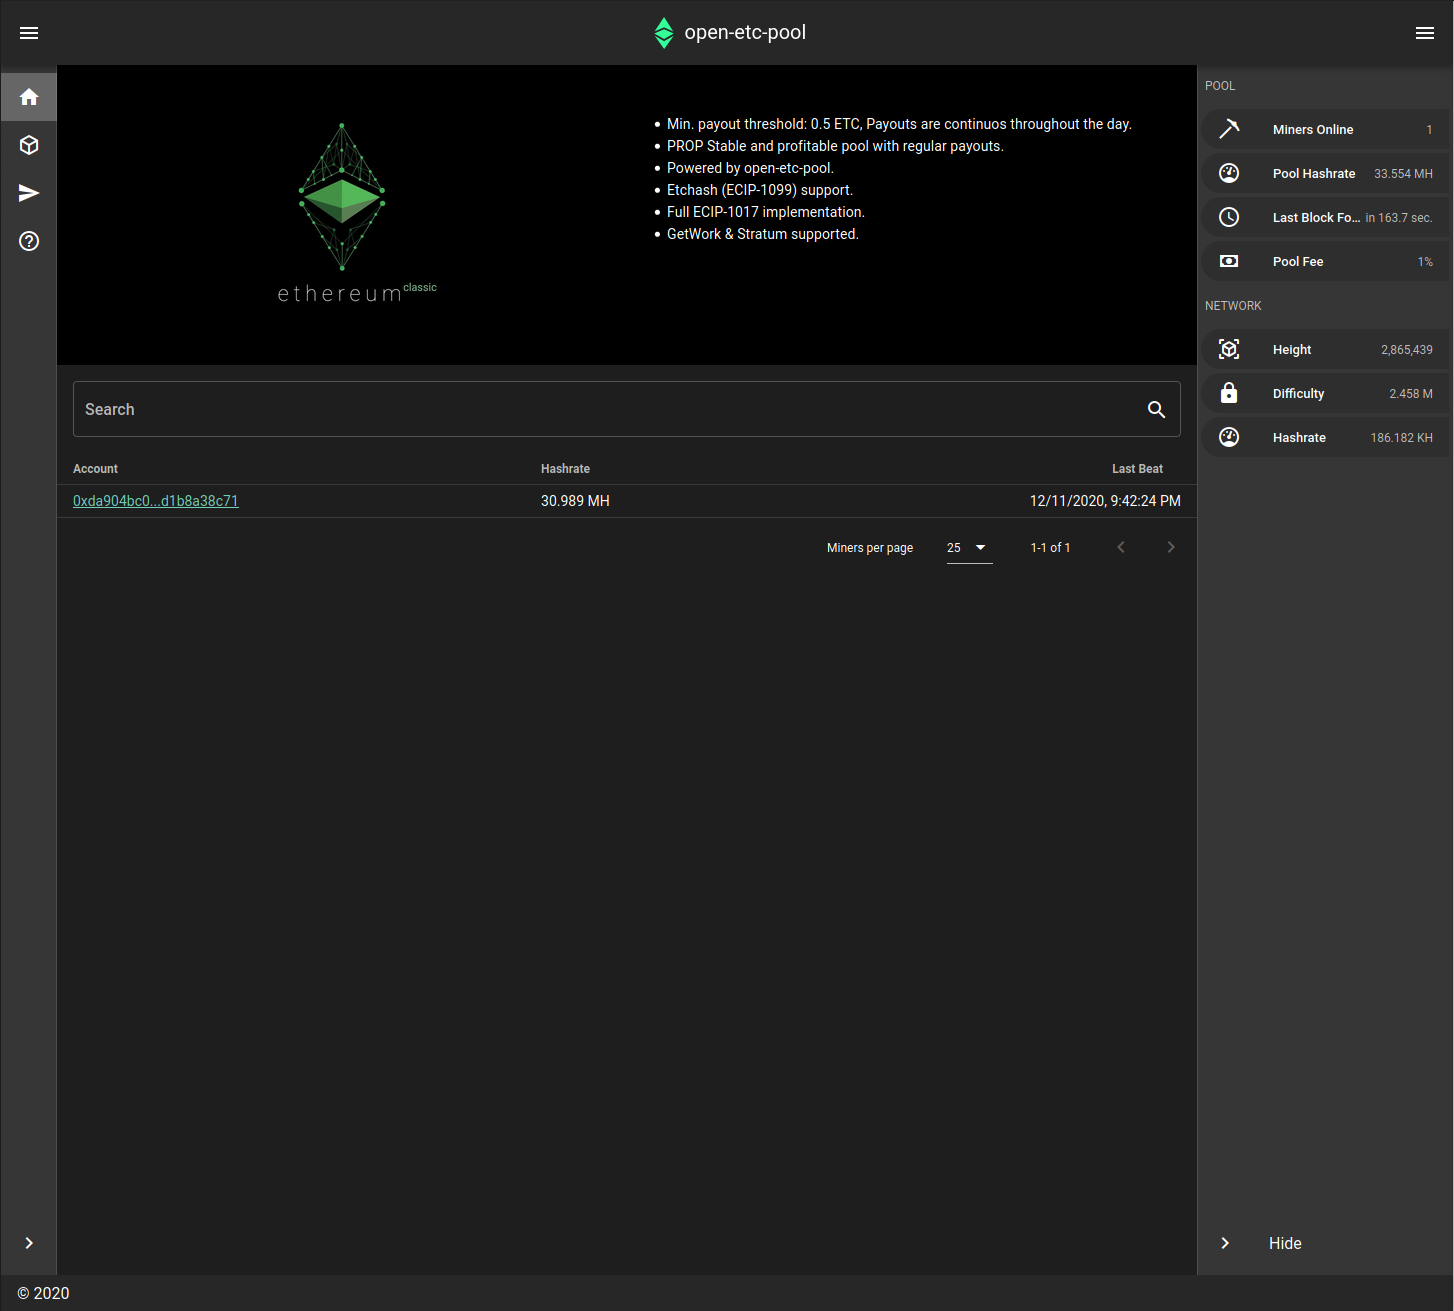 open-etc-pool
ethereum classic
Min. payout threshold: 0.5 ETC, Payouts are continuos throughout the day.
PROP Stable and profitable pool with regular payouts.
Powered by open-etc-pool.
Etchash (ECIP-1099) support.
Full ECIP-1017 implementation.
GetWork & Stratum supported.
Search
Account Hashrate Last Beat
0xda904bc0...d1b8a38c71 30.989 MH 12/11/2020, 9:42:24 PM
Miners per page 25 1-1 of 1
POOL
Miners Online 1
Pool Hashrate 33.554 MH
Last Block Fo... in 163.7 sec.
Pool Fee 1%
NETWORK
Height 2,865,439
Difficulty 2.458 M
Hashrate 186.182 KH
Hide
© 2020